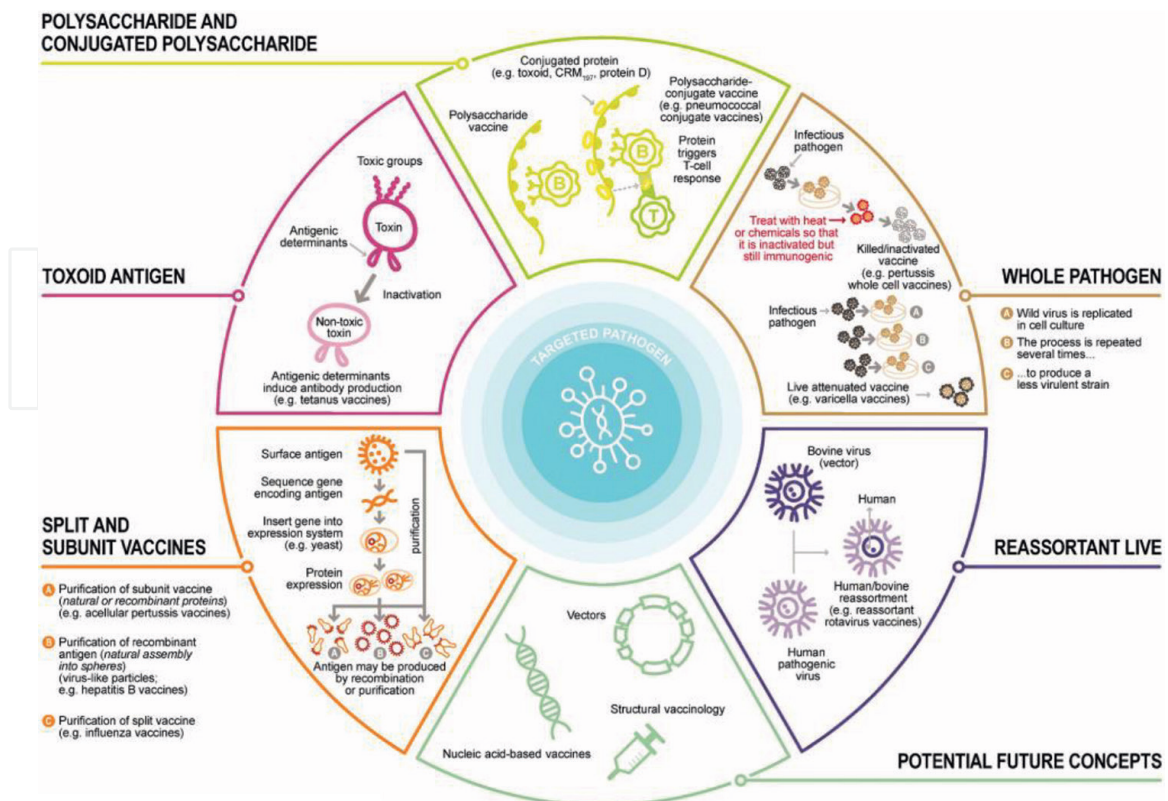 POLYSACCHARIDE AND
CONJUGATED POLYSACCHARIDE
Conjugated protein
(e.g. toxoid, CRM197, protein D)
Polysaccharide
vaccine
Polysaccharide-
conjugate vaccine
(e.g. pneumococcal
conjugate vaccines)
Protein
triggers
T-cell
response
B
B
T
TOXOID ANTIGEN
Toxic groups
Toxin
Antigenic
determinants
Inactivation
Non-toxic
toxin
Antigenic determinants
induce antibody production
(e.g. tetanus vaccines)
WHOLE PATHOGEN
A Wild virus is replicated
in cell culture
B The process is repeated
several times...
C ...to produce a
less virulent strain
Infectious
pathogen
Treat with heat
or chemicals so that
it is inactivated but
still immunogenic
Killed/inactivated
vaccine
(e.g. pertussis
whole cell vaccines)
Infectious
pathogen
A
B
C
Live attenuated vaccine
(e.g. varicella vaccines)
TARGETED PATHOGEN
SPLIT AND
SUBUNIT VACCINES
A Purification of subunit vaccine
(natural or recombinant proteins)
(e.g. acellular pertussis vaccines)
B Purification of recombinant
antigen (natural assembly
into spheres)
(virus-like particles;
e.g. hepatitis B vaccines)
C Purification of split vaccine
(e.g. influenza vaccines)
Surface antigen
Sequence gene
encoding antigen
Insert gene into
expression system
(e.g. yeast)
Protein
expression
purification
A
B
C
Antigen may be produced
by recombination
or purification
REASSORTANT LIVE
Bovine virus
(vector)
Human
Human/bovine
reassortment
(e.g. reassortant
rotavirus vaccines)
Human
pathogenic
virus
Vectors
Structural vaccinology
Nucleic acid-based vaccines
POTENTIAL FUTURE CONCEPTS